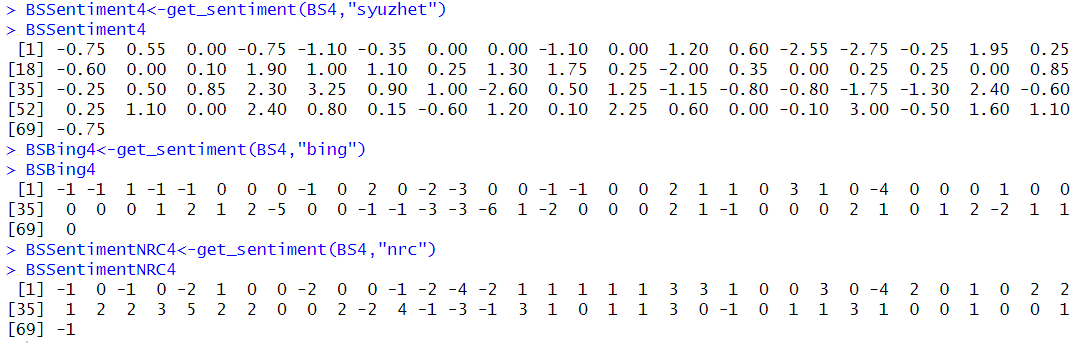 > BSSentiment4<-get_sentiment(BS4,"syuzhet")
> BSSentiment4
 [1] -0.75  0.55  0.00 -0.75 -1.10 -0.35  0.00  0.00 -1.10  0.00  1.20  0.60 -2.55 -2.75 -0.25  1.95  0.25
[18] -0.60  0.00  0.10  1.90  1.00  1.10  0.25  1.30  1.75  0.25 -2.00  0.35  0.00  0.25  0.25  0.00  0.85
[35] -0.25  0.50  0.85  2.30  3.25  0.90  1.00 -2.60  0.50  1.25 -1.15 -0.80 -0.80 -1.75 -1.30  2.40 -0.60
[52]  0.25  1.10  0.00  2.40  0.80  0.15 -0.60  1.20  0.10  2.25  0.60  0.00 -0.10  3.00 -0.50  1.60  1.10
[69] -0.75
> BSBing4<-get_sentiment(BS4,"bing")
> BSBing4
 [1] -1 -1  1 -1 -1  0  0  0 -1  0  2  0 -2 -3  0  0 -1 -1  0  0  2  1  1  0  3  1  0 -4  0  0  0  1  0  0
[35]  0  0  0  1  2  1  2 -5  0  0 -1 -1 -3 -3 -6  1 -2  0  0  0  2  1 -1  0  0  0  2  1  0  1  2 -2  1  1
[69]  0
> BSSentimentNRC4<-get_sentiment(BS4,"nrc")
> BSSentimentNRC4
 [1] -1  0 -1  0 -2  1  0  0 -2  0  0 -1 -2 -4 -2  1  1  1  1  1  3  3  1  0  0  3  0 -4  2  0  1  0  2  2
[35]  1  2  2  3  5  2  2  0  0  2 -2  4 -1 -3 -1  3  1  0  1  1  3  0 -1  0  1  1  3  1  0  0  1  0  0  1
[69] -1